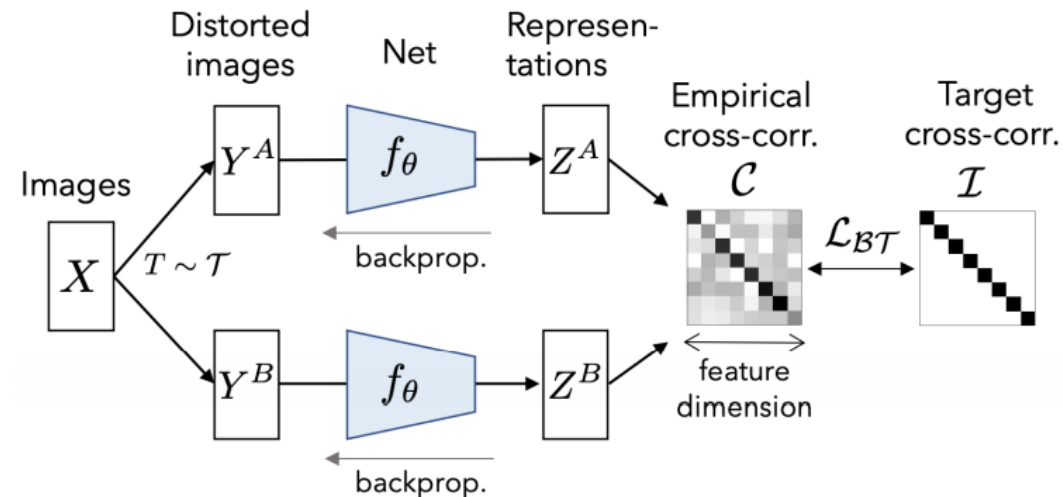 Images
X
T ~ 𝒯
Distorted
images
Y^A
Y^B
Net
f_θ
backprop.
f_θ
backprop.
Represen-
tations
Z^A
Z^B
Empirical
cross-corr.
𝒞
feature
dimension
ℒ_ℬ𝒯
Target
cross-corr.
ℐ